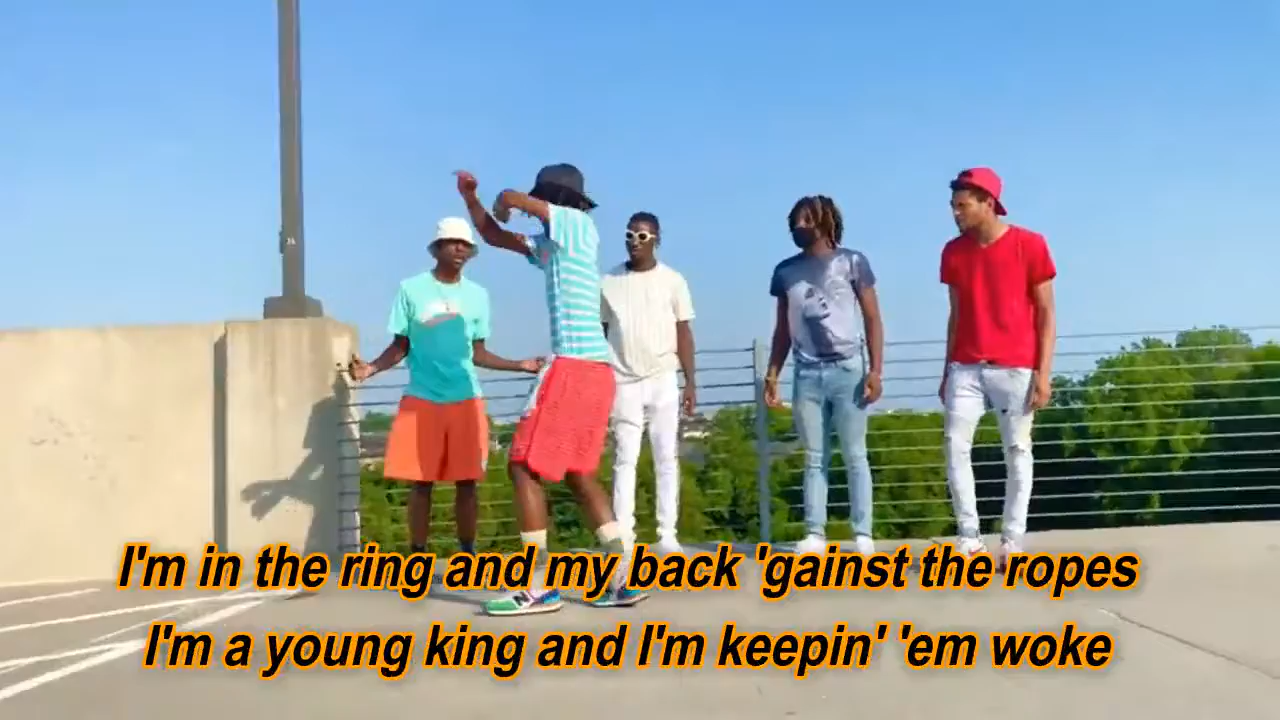 I'm in the ring and my back 'gainst the ropes
I'm a young king and I'm keepin' 'em woke